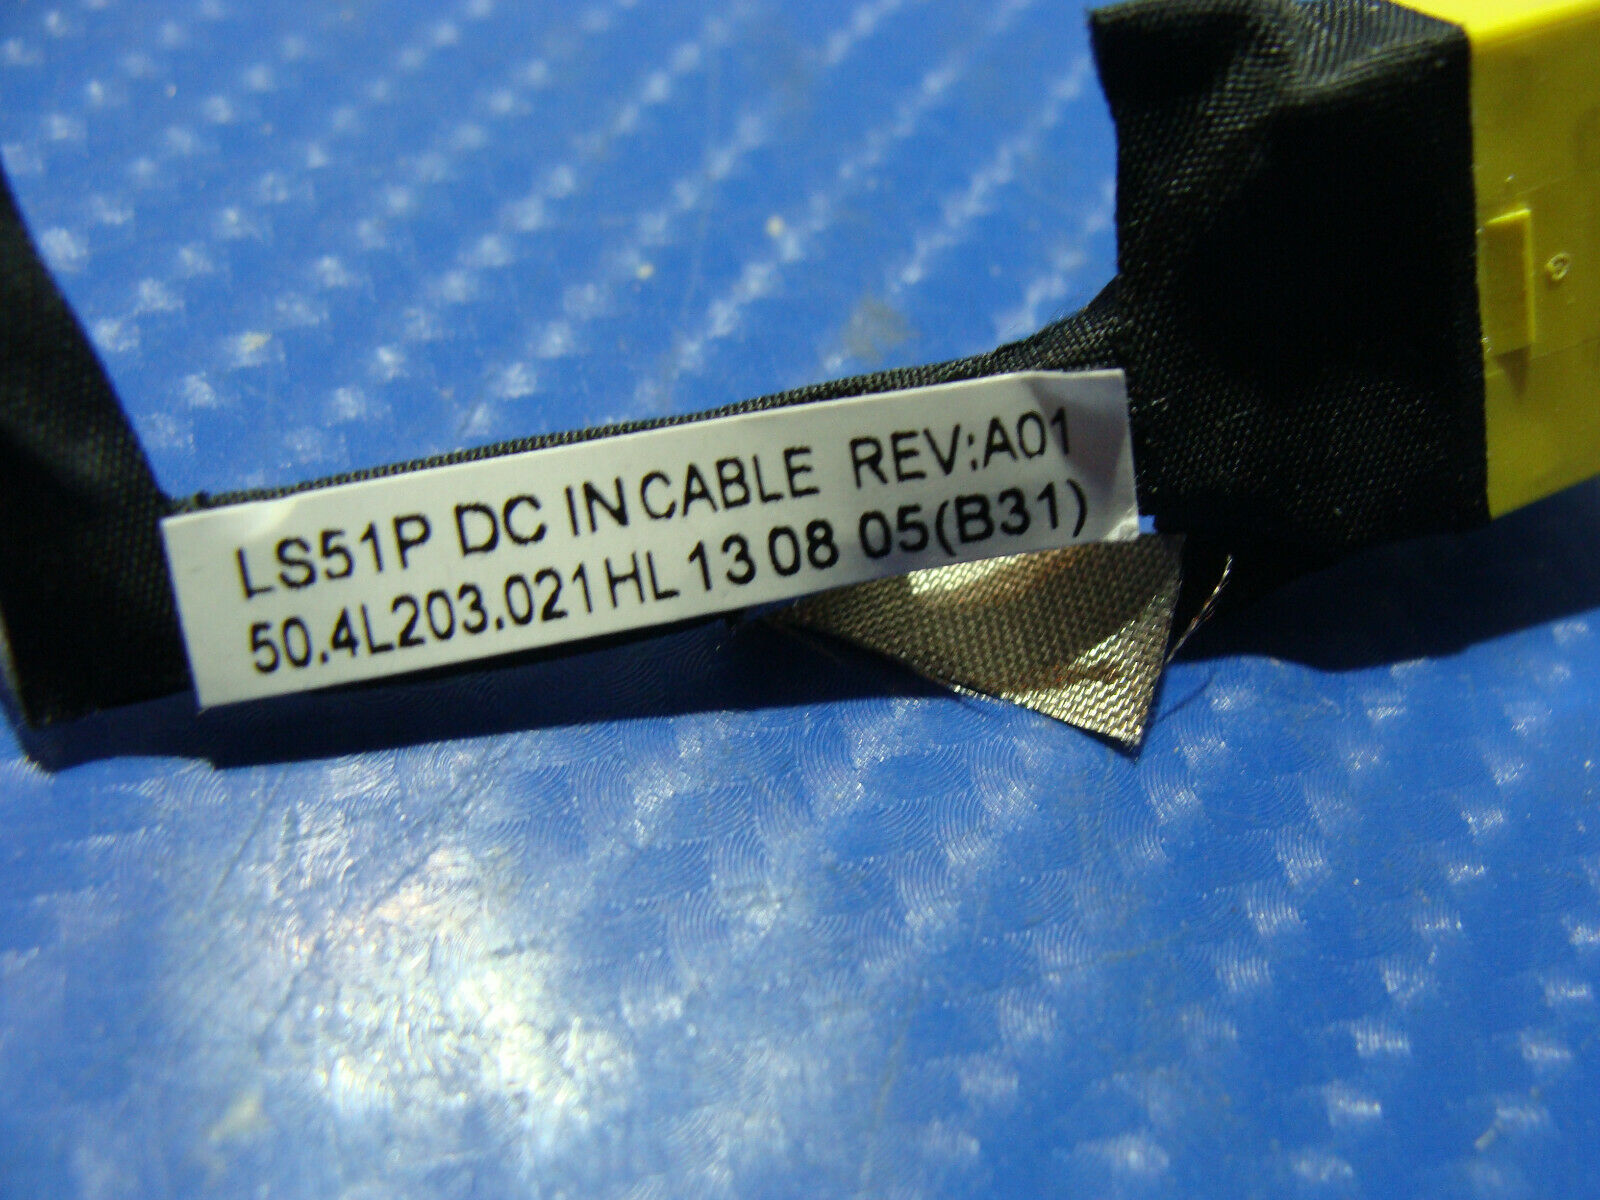 LS51P DC IN CABLE REV:A01
50.4L203.021 HL 13 08 05(B31)